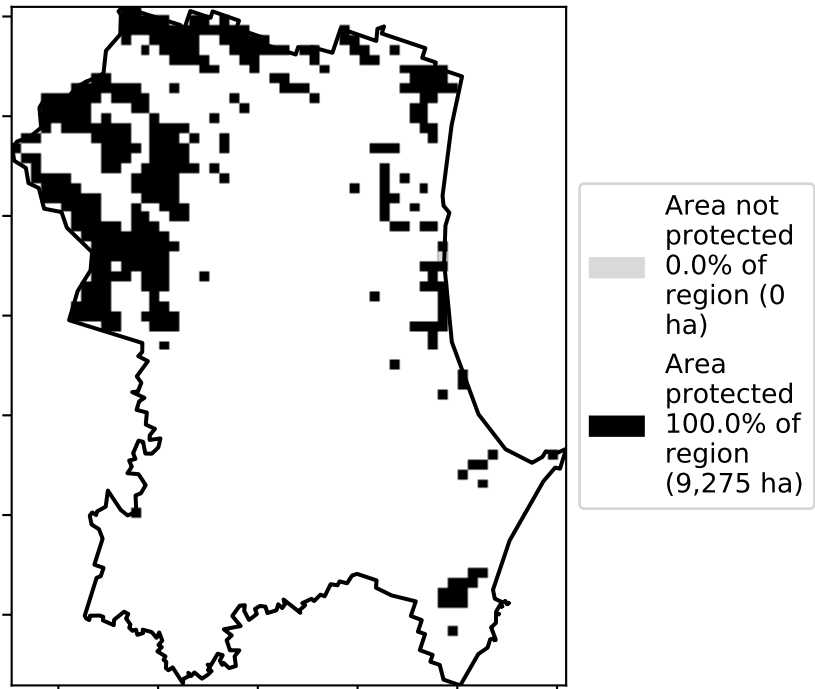 Area not
protected
0.0% of
region (0
ha)
Area
protected
100.0% of
region
(9,275 ha)